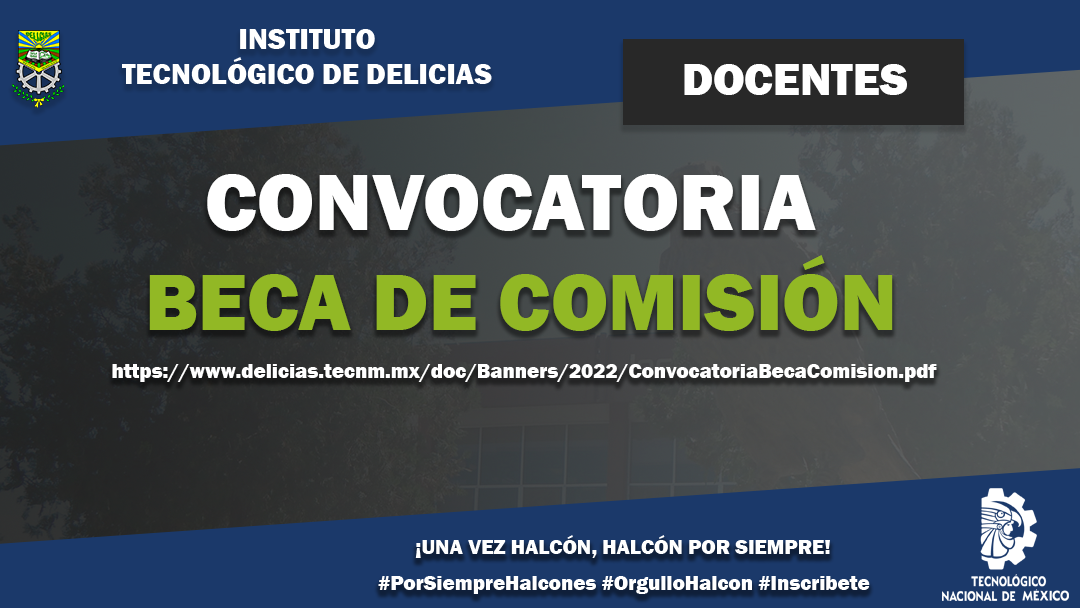 DELICIAS
INSTITUTO
TECNOLÓGICO DE DELICIAS
DOCENTES
CONVOCATORIA
BECA DE COMISIÓN
https://www.delicias.tecnm.mx/doc/Banners/2022/ConvocatoriaBecaComision.pdf
¡UNA VEZ HALCÓN, HALCÓN POR SIEMPRE!
#PorSiempreHalcones #OrgulloHalcon #Inscribete
TECNOLÓGICO
NACIONAL DE MÉXICO